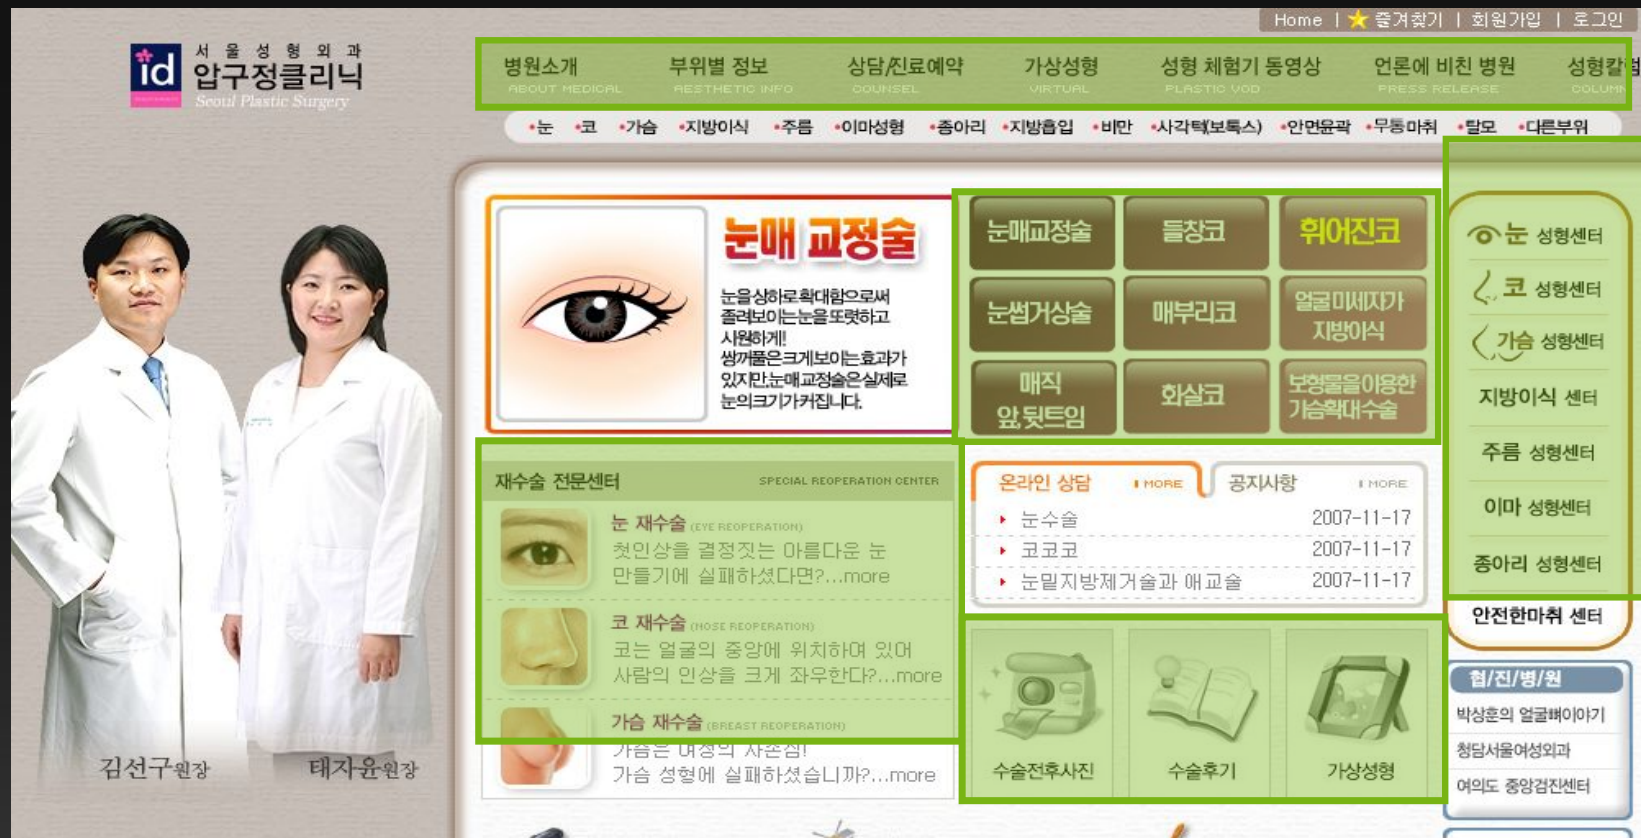 Home | 즐겨찾기 | 회원가입 | 로그인
id
서울성형외과
압구정클리닉
Seoul Plastic Surgery
병원소개 부위별 정보 상담/진료예약 가상성형 성형 체험기 동영상 언론에 비친 병원 성형칼럼
ABOUT MEDICAL AESTHETIC INFO COUNSEL VIRTUAL PLASTIC VOD PRESS RELEASE COLUMN
•눈 •코 •가슴 •지방이식 •주름 •이마성형 •종아리 •지방흡입 •비만 •사각턱(보톡스) •안면윤곽 •무통마취 •탈모 •다른부위
눈매 교정술
눈을상하로확대함으로써
졸려보이는눈을또렷하고
시원하게!
쌍꺼풀은크게보이는효과가
있지만,눈매교정술은실제로
눈의크기가커집니다.
눈매교정술 들창코 휘어진코
눈썹거상술 매부리코 얼굴미세자가
지방이식
매직
앞,뒷트임
화살코
보형물을이용한
가슴확대수술
눈 성형센터
코 성형센터
가슴 성형센터
지방이식 센터
주름 성형센터
이마 성형센터
종아리 성형센터
안전한마취 센터
재수술 전문센터 SPECIAL REOPERATION CENTER
눈 재수술 (EYE REOPERATION)
첫인상을 결정짓는 아름다운 눈
만들기에 실패하셨다면?...more
코 재수술 (NOSE REOPERATION)
코는 얼굴의 중앙에 위치하여 있어
사람의 인상을 크게 좌우한다?...more
가슴 재수술 (BREAST REOPERATION)
가슴은 여성의 자존심!
가슴 성형에 실패하셨습니까?...more
온라인 상담 MORE 공지사항 MORE
눈수술 2007-11-17
코코코 2007-11-17
눈밑지방제거술과 애교술 2007-11-17
수술전후사진 수술후기 가상성형
협/진/병/원
박상훈의 얼굴뼈이야기
청담서울여성외과
여의도 중앙검진센터
김선구원장 태지윤원장